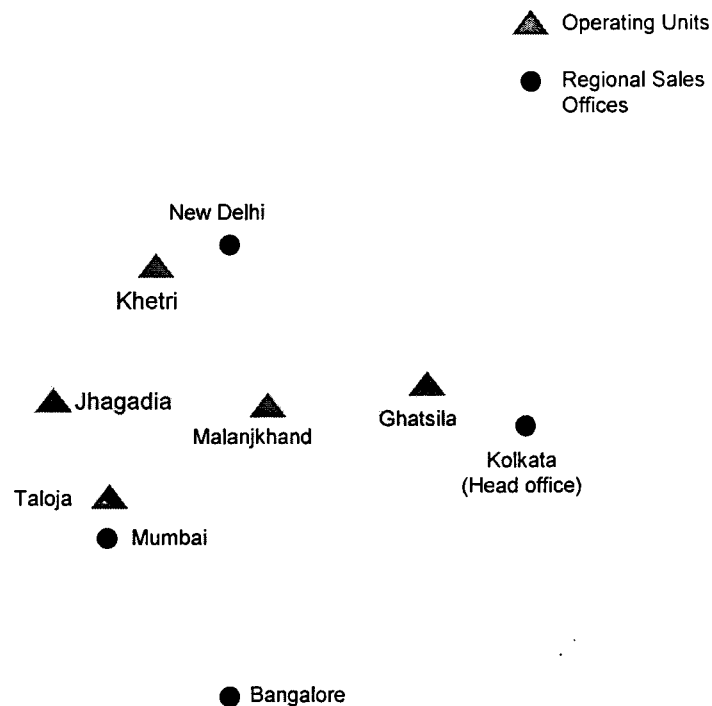 Operating Units
Regional Sales
Offices
New Delhi
Khetri
Jhagadia
Malanjkhand
Ghatsila
Kolkata
(Head office)
Taloja
Mumbai
Bangalore